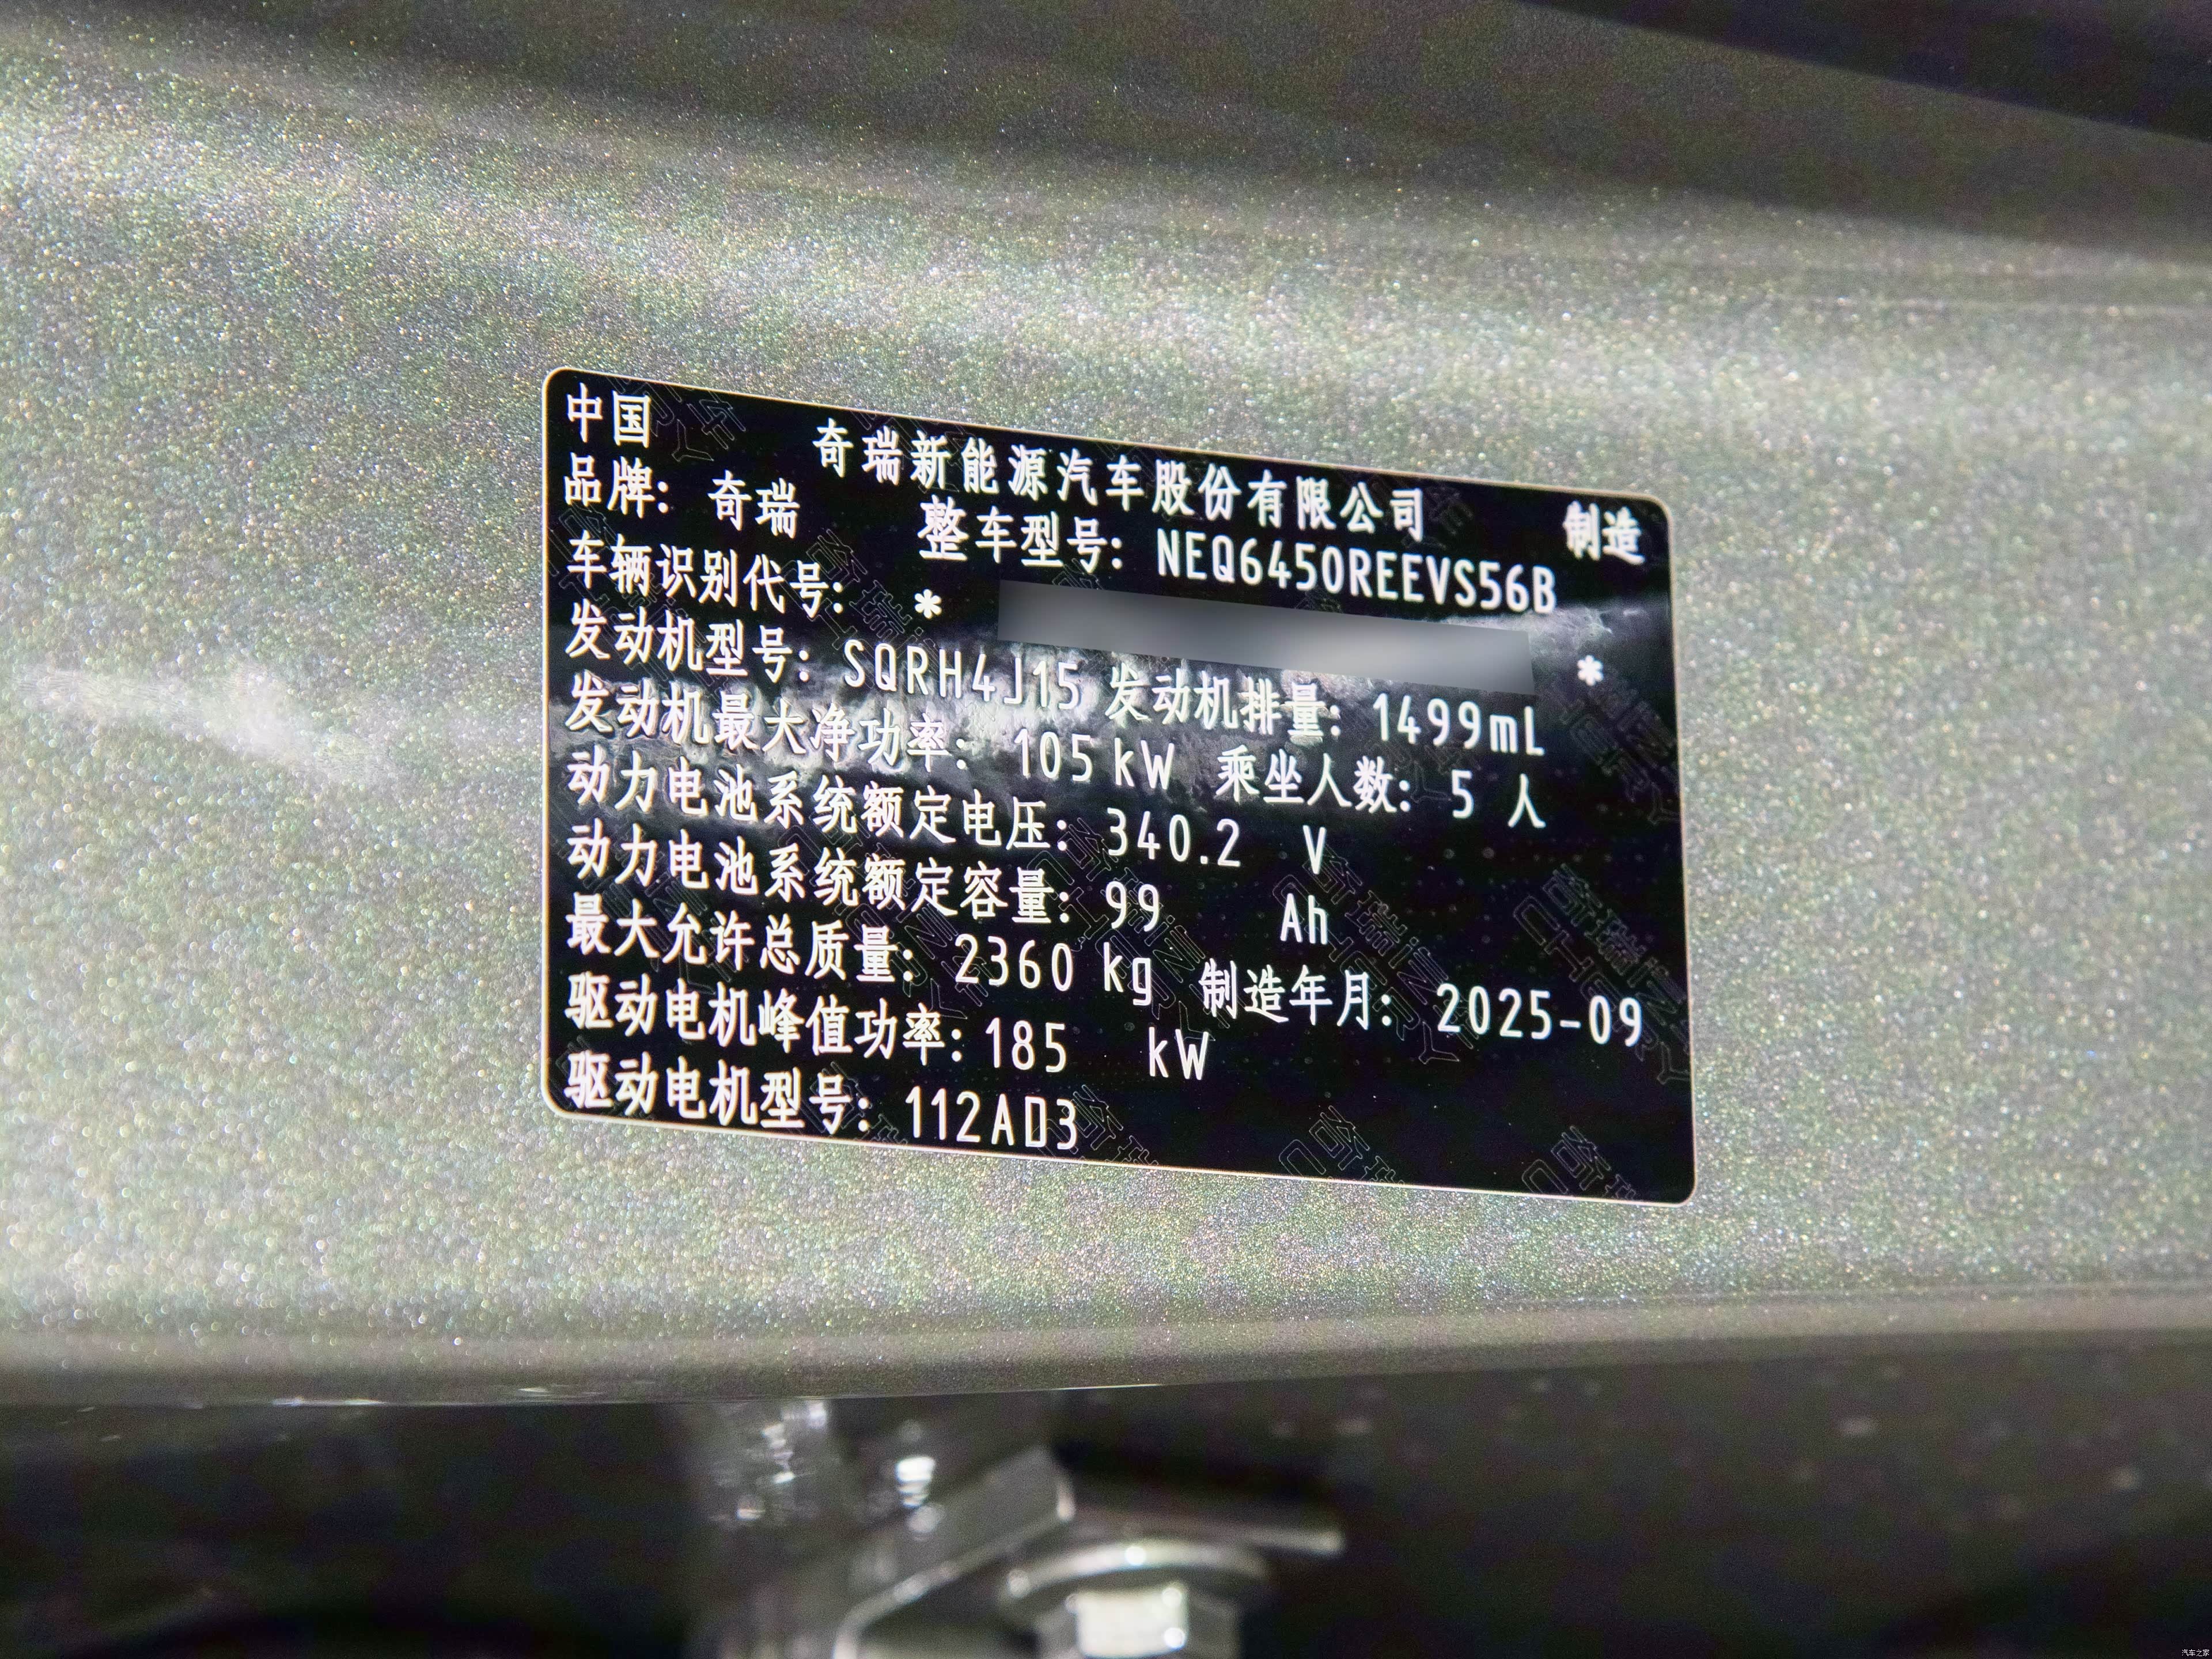 中国 奇瑞新能源汽车股份有限公司 制造
品牌: 奇瑞 整车型号: NEQ6450REEVS56B
车辆识别代号: * *
发动机型号: SQRH4J15 发动机排量: 1499mL
发动机最大净功率: 105kW 乘坐人数: 5 人
动力电池系统额定电压: 340.2 V
动力电池系统额定容量: 99 Ah
最大允许总质量: 2360 kg 制造年月: 2025-09
驱动电机峰值功率: 185 kW
驱动电机型号: 112AD3
汽车之家